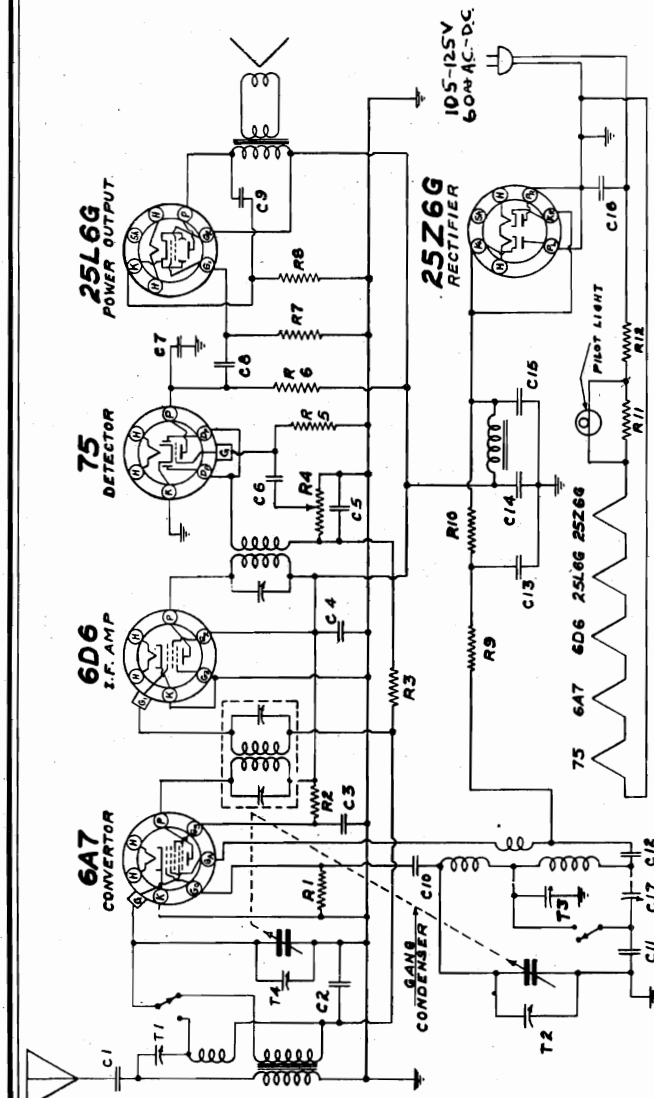 25L6G
POWER OUTPUT
75
DETECTOR
6D6
I.F. AMP
6A7
CONVERTOR
25Z6G
RECTIFIER
105-125V
60~ A.C.-D.C.
C9
R8
R7
C7
C8
R6
R5
C6
R4
C5
C4
R3
R2
C3
R1
C10
GANG
CONDENSER
T4
C2
T1
C1
T2
T3
C11
C17
C12
R9
R10
C13
C14
C15
C16
R12
PILOT LIGHT
R11
75 6A7 6D6 25L6G 25Z6G